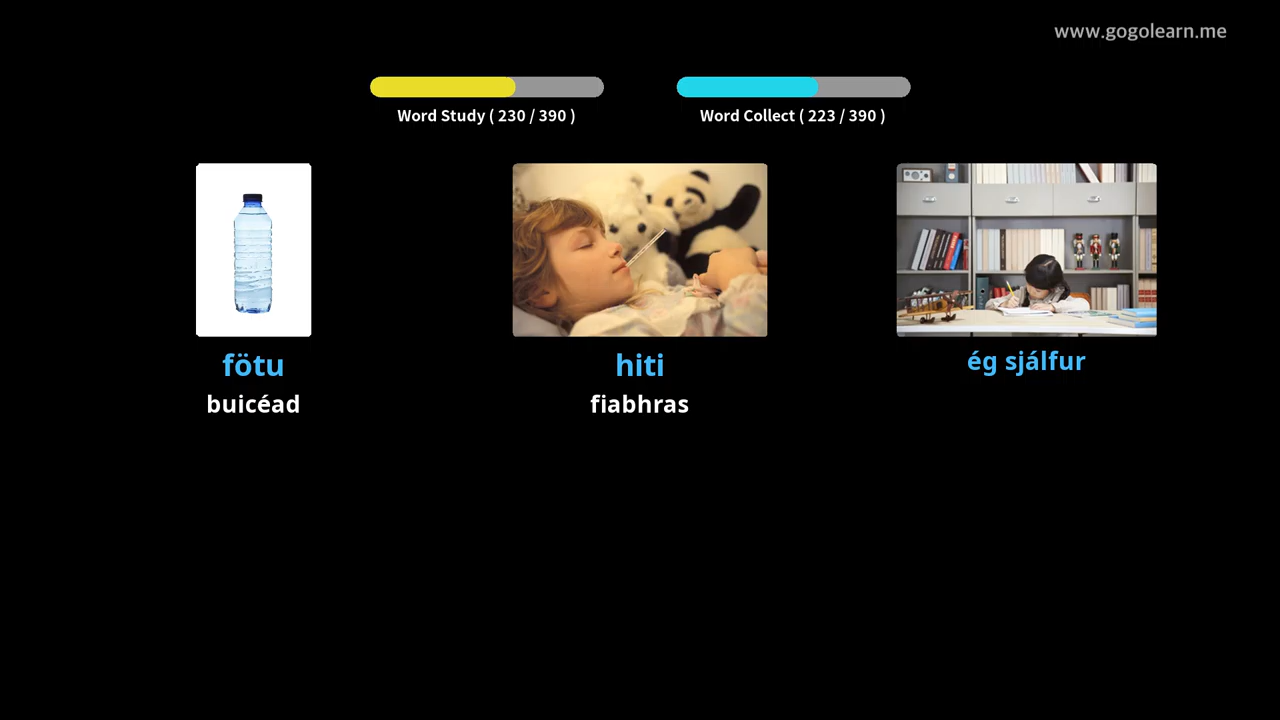 www.gogolearn.me
Word Study ( 230 / 390 )
Word Collect ( 223 / 390 )
fötu
hiti
ég sjálfur
buicéad
fiabhras